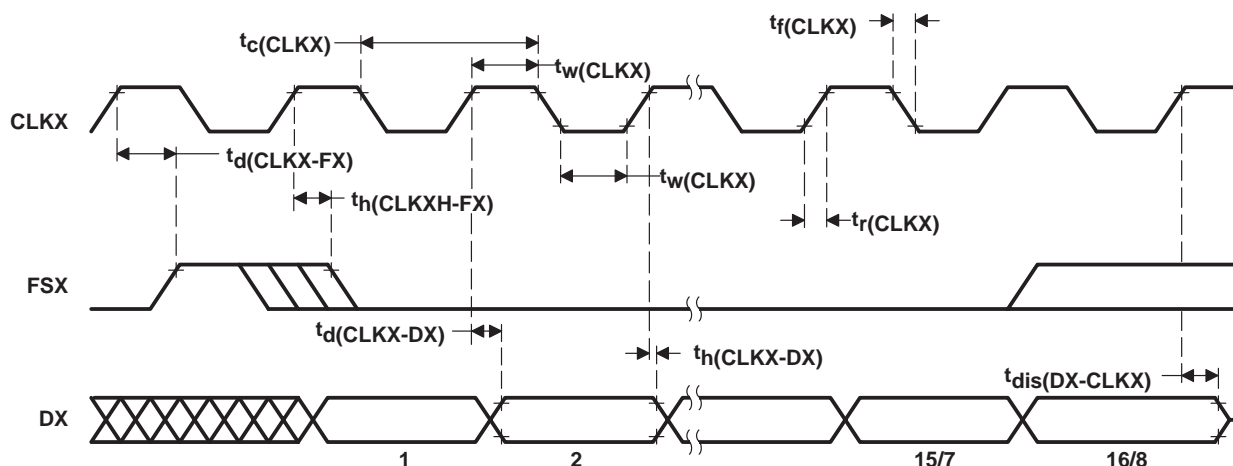 tc(CLKX)
tf(CLKX)
tw(CLKX)
CLKX
td(CLKX-FX)
tw(CLKX)
th(CLKXH-FX)
tr(CLKX)
FSX
td(CLKX-DX)
th(CLKX-DX)
tdis(DX-CLKX)
DX
1 2 15/7 16/8